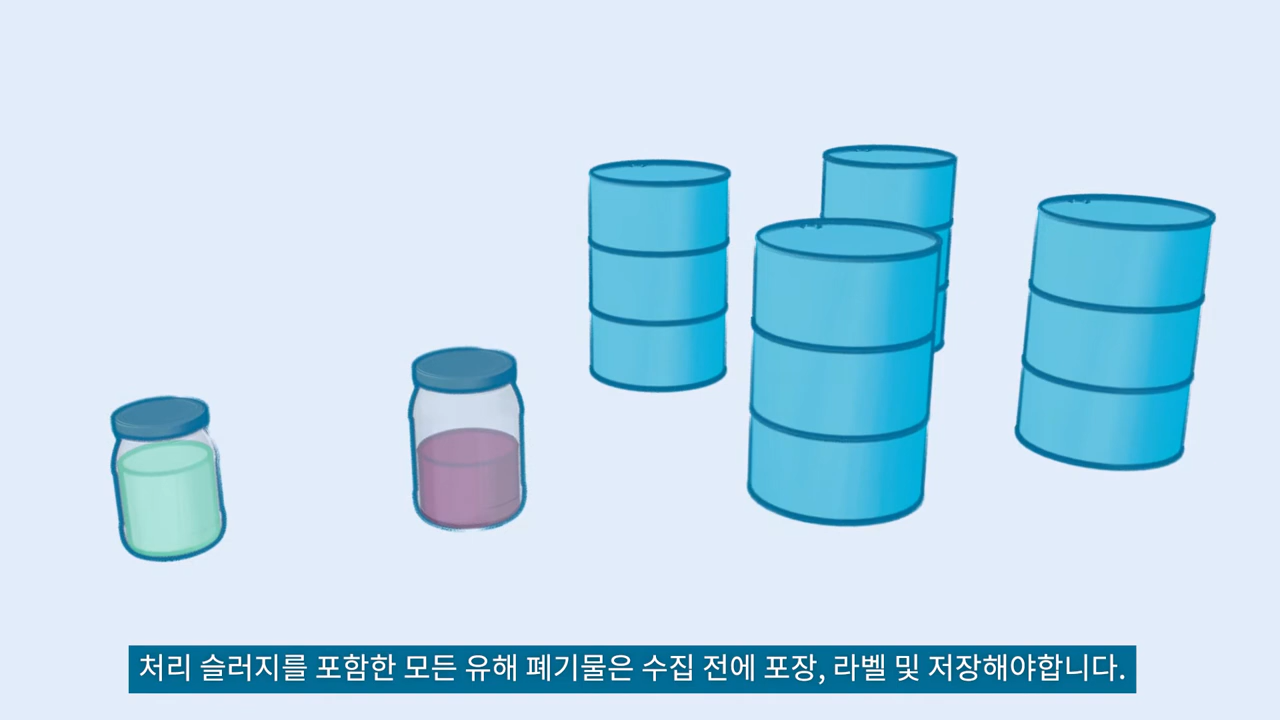 처리 슬러지를 포함한 모든 유해 폐기물은 수집 전에 포장, 라벨 및 저장해야합니다.